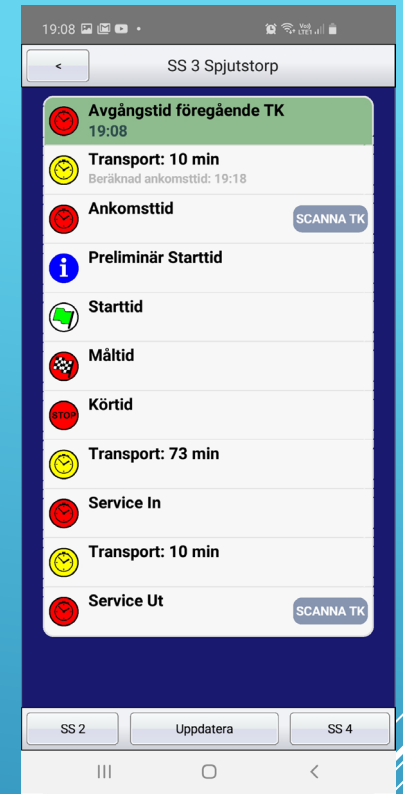 19:08
Vo))
LTE1
<
SS 3 Spjutstorp
Avgångstid föregående TK
19:08
Transport: 10 min
Beräknad ankomsttid: 19:18
Ankomsttid
SCANNA TK
Preliminär Starttid
Starttid
Måltid
STOP
Körtid
Transport: 73 min
Service In
Transport: 10 min
Service Ut
SCANNA TK
SS 2
Uppdatera
SS 4